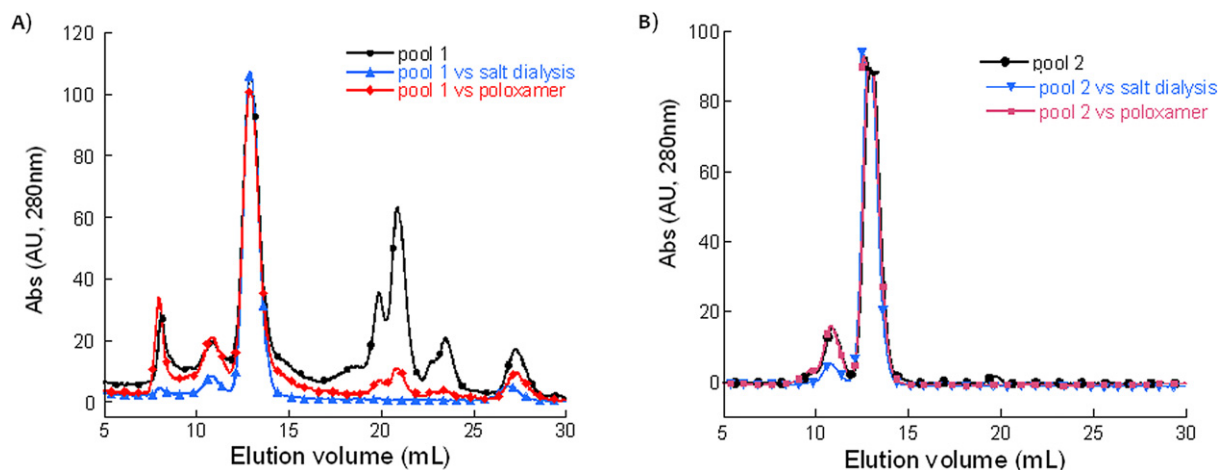 A)
pool 1
pool 1 vs salt dialysis
pool 1 vs poloxamer
120
100
80
60
40
20
0
Abs (AU, 280nm)
5 10 15 20 25 30
Elution volume (mL)
B)
pool 2
pool 2 vs salt dialysis
pool 2 vs poloxamer
100
80
60
40
20
0
Abs (AU, 280nm)
5 10 15 20 25 30
Elution volume (mL)